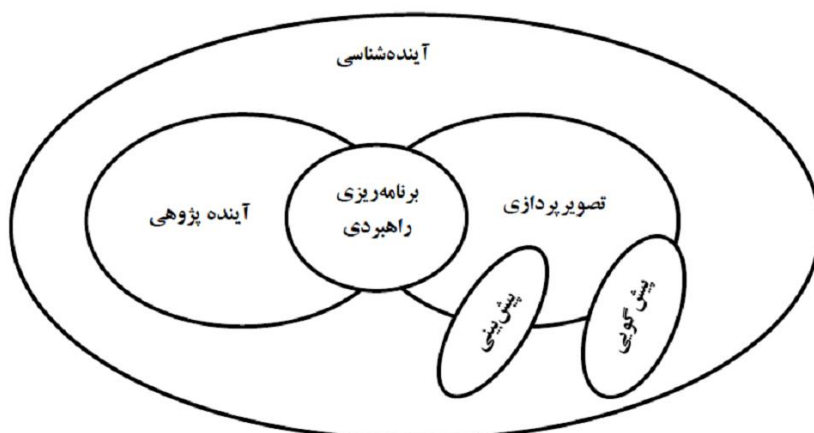 آینده‌شناسی
تصویرپردازی
برنامه‌ریزی
راهبردی
آینده پژوهی
پیش‌گویی
پیش‌بینی